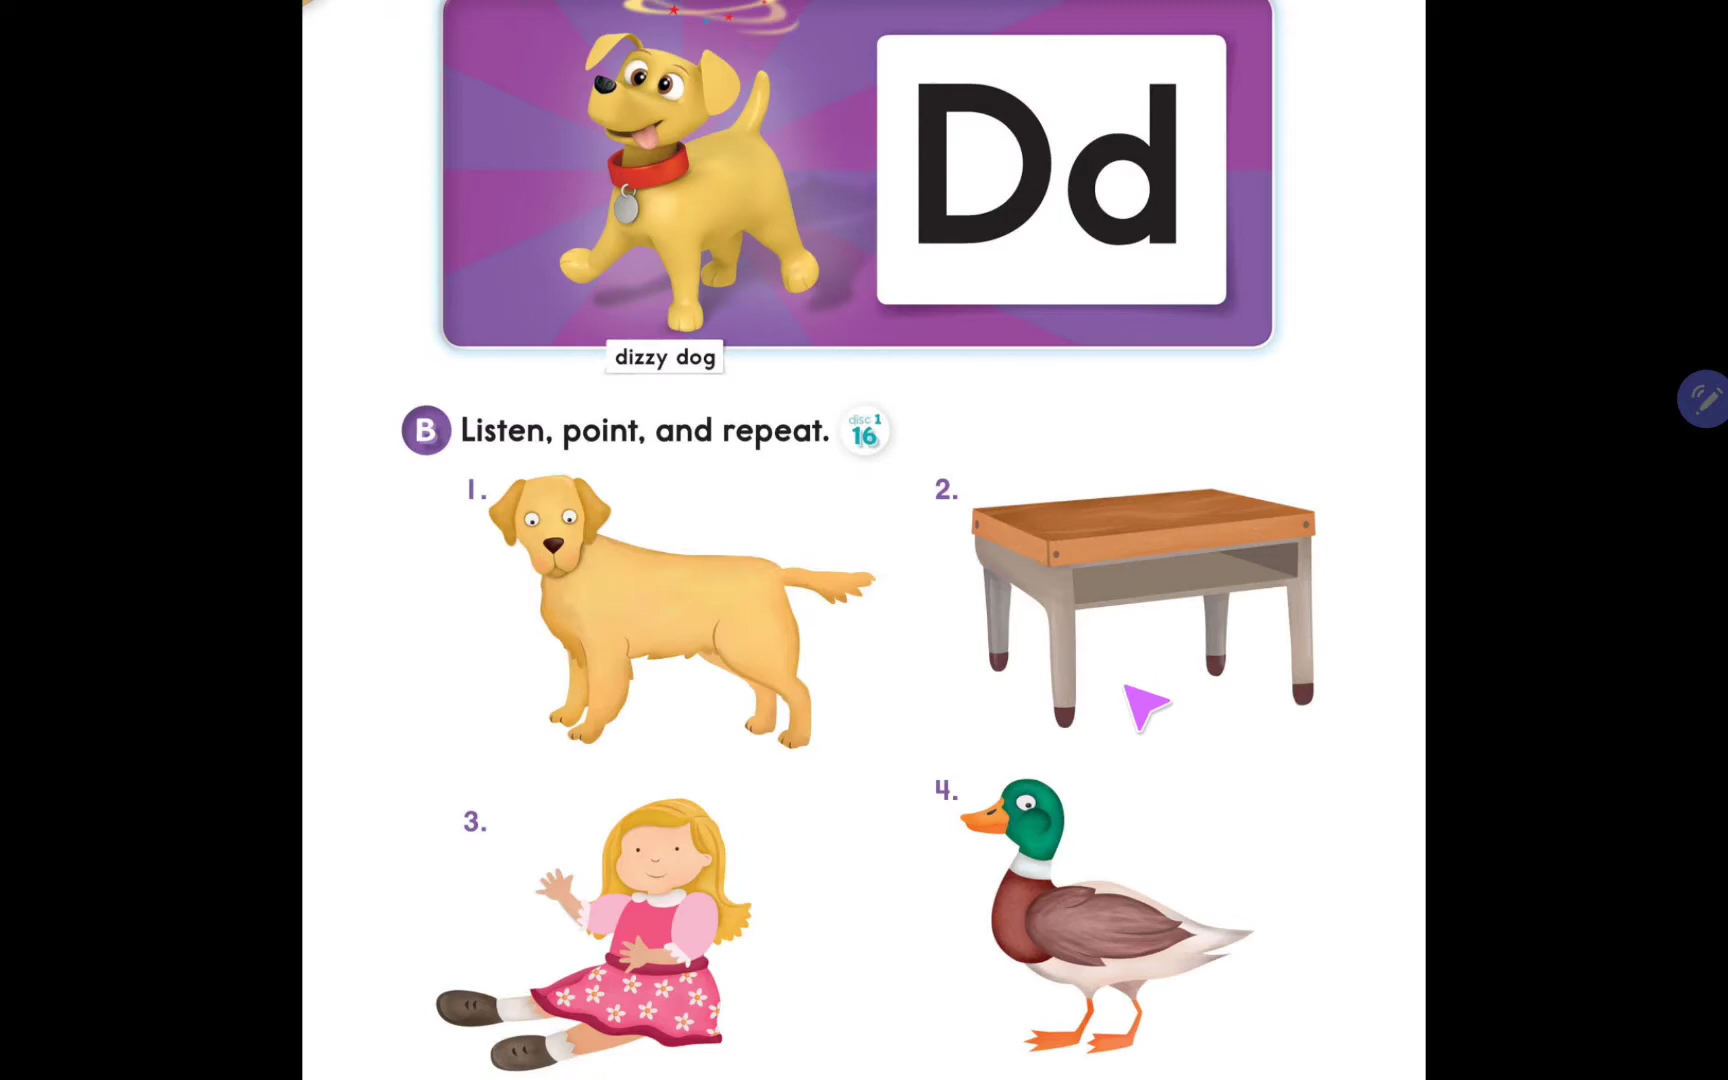 Dd
dizzy dog
B Listen, point, and repeat. disc 1 16
1.
2.
3.
4.